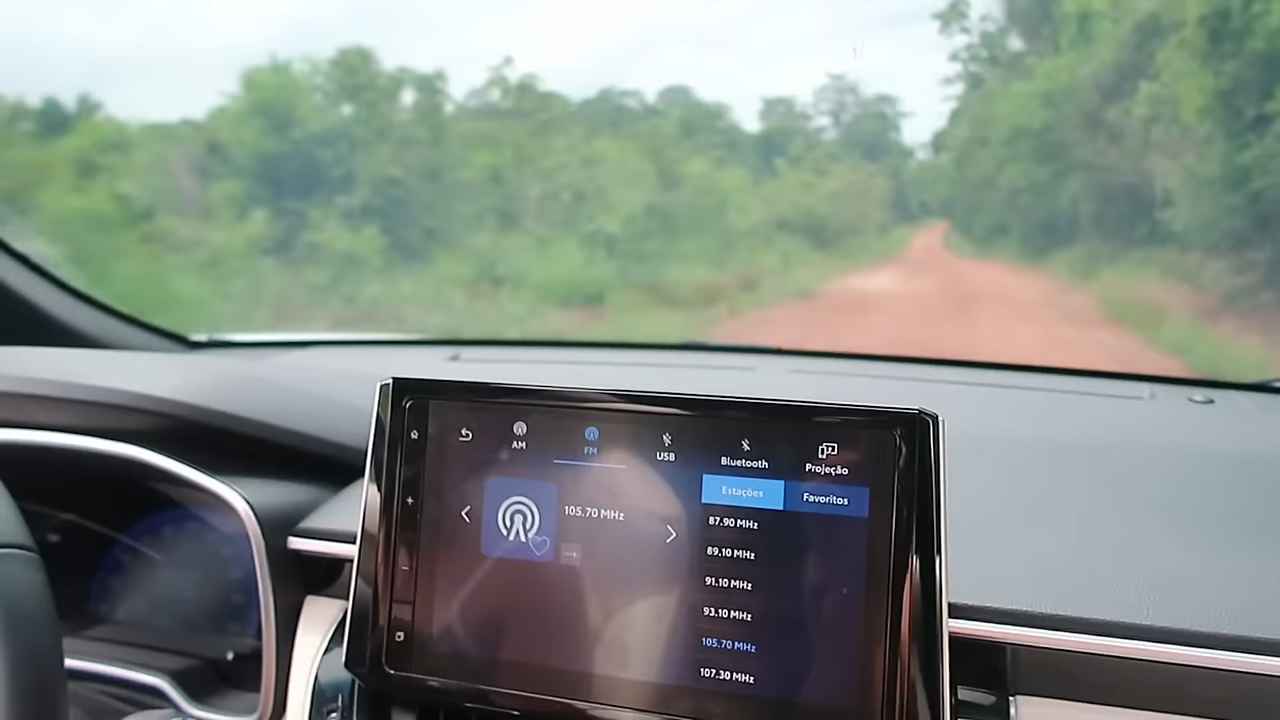 AM
FM
USB
Bluetooth
Projeção
Estações
Favoritos
105.70 MHz
87.90 MHz
89.10 MHz
91.10 MHz
93.10 MHz
105.70 MHz
107.30 MHz